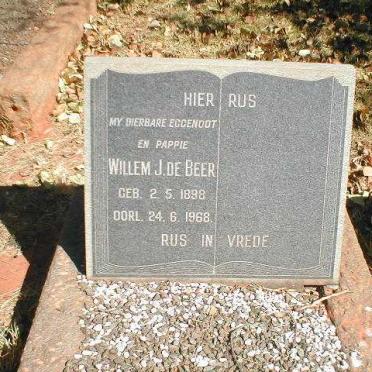 HIER RUS
MY DIERBARE EGGENOOT
EN PAPPIE
WILLEM J. DE BEER
GEB. 2. 5. 1898
OORL. 24. 6. 1968.
RUS IN VREDE